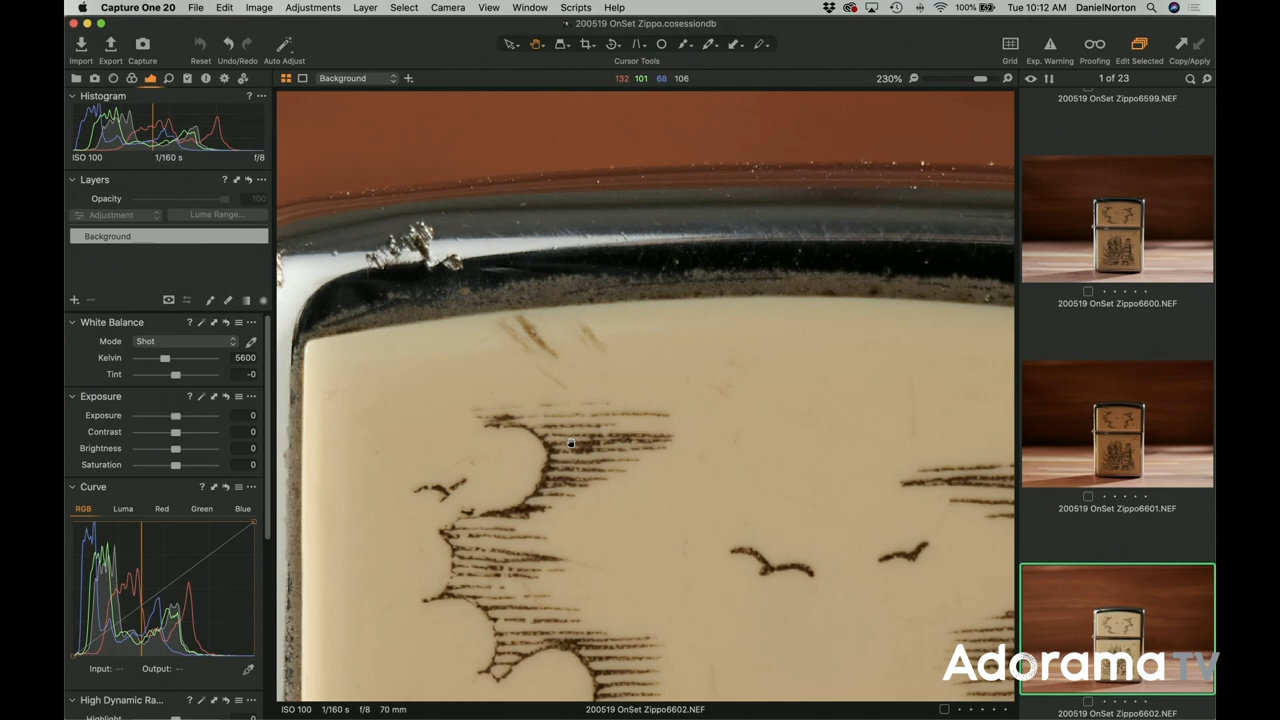 Capture One 20 File Edit Image Adjustments Layer Select Camera View Window Scripts Help 100% Tue 10:12 AM DanielNorton
200519 OnSet Zippo.cosessiondb
Import Export Capture Reset Undo/Redo Auto Adjust Cursor Tools Grid Exp. Warning Proofing Edit Selected Copy/Apply
Background 132 101 68 106 230% 1 of 23
Histogram ? ...
ISO 100 1/160 s f/8
Layers ? ...
Opacity 100
Adjustment Luma Range...
Background
White Balance ? ...
Mode Shot
Kelvin 5600
Tint -0
Exposure ? ...
Exposure 0
Contrast 0
Brightness 0
Saturation 0
Curve ? ...
RGB Luma Red Green Blue
Input: -- Output: --
High Dynamic Ra... ? ...
Highlight
ISO 100 1/160 s f/8 70 mm 200519 OnSet Zippo6602.NEF
200519 OnSet Zippo6599.NEF
200519 OnSet Zippo6600.NEF
200519 OnSet Zippo6601.NEF
200519 OnSet Zippo6602.NEF
Adorama TV